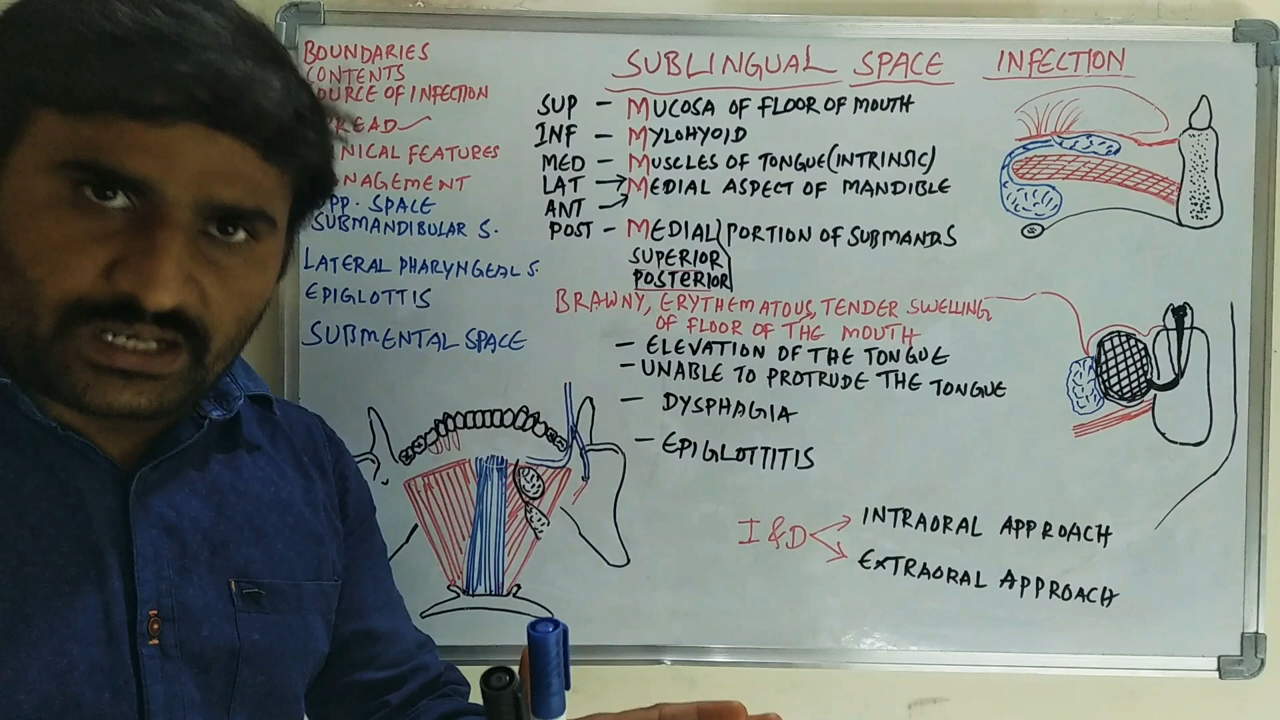 SUBLINGUAL SPACE INFECTION
BOUNDARIES
CONTENTS
OURCE OF INFECTION
READ
NICAL FEATURES
NAGEMENT
PP. SPACE
SUBMANDIBULAR S.
LATERAL PHARYNGEAL S.
EPIGLOTTIS
SUBMENTAL SPACE
SUP - MUCOSA OF FLOOR OF MOUTH
INF - MYLOHYOID
MED - MUSCLES OF TONGUE (INTRINSIC)
LAT → MEDIAL ASPECT OF MANDIBLE
ANT
POST - MEDIAL PORTION OF SUBMAND.S
SUPERIOR
POSTERIOR
BRAWNY, ERYTHEMATOUS, TENDER SWELLING
OF FLOOR OF THE MOUTH
- ELEVATION OF THE TONGUE
- UNABLE TO PROTRUDE THE TONGUE
- DYSPHAGIA
- EPIGLOTTITIS
I&D
INTRAORAL APPROACH
EXTRAORAL APPROACH